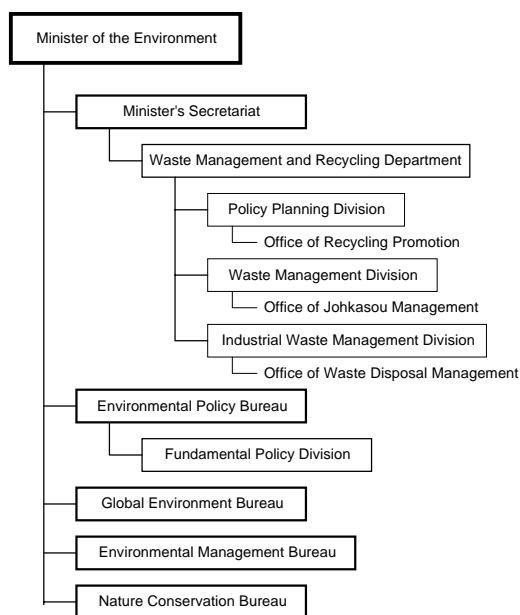 Minister of the Environment
Minister's Secretariat
Waste Management and Recycling Department
Policy Planning Division
Office of Recycling Promotion
Waste Management Division
Office of Johkasou Management
Industrial Waste Management Division
Office of Waste Disposal Management
Environmental Policy Bureau
Fundamental Policy Division
Global Environment Bureau
Environmental Management Bureau
Nature Conservation Bureau